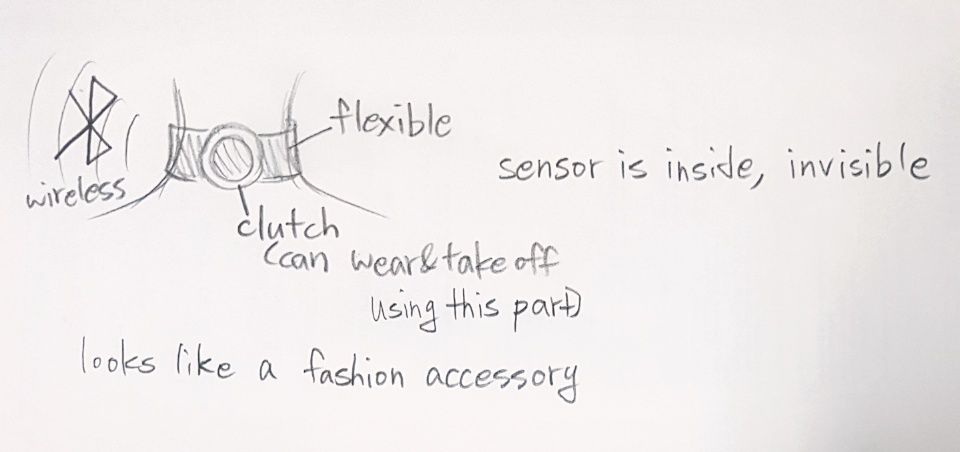 flexible
sensor is inside, invisible
wireless
clutch
(can wear & take off
using this part)
looks like a fashion accessory